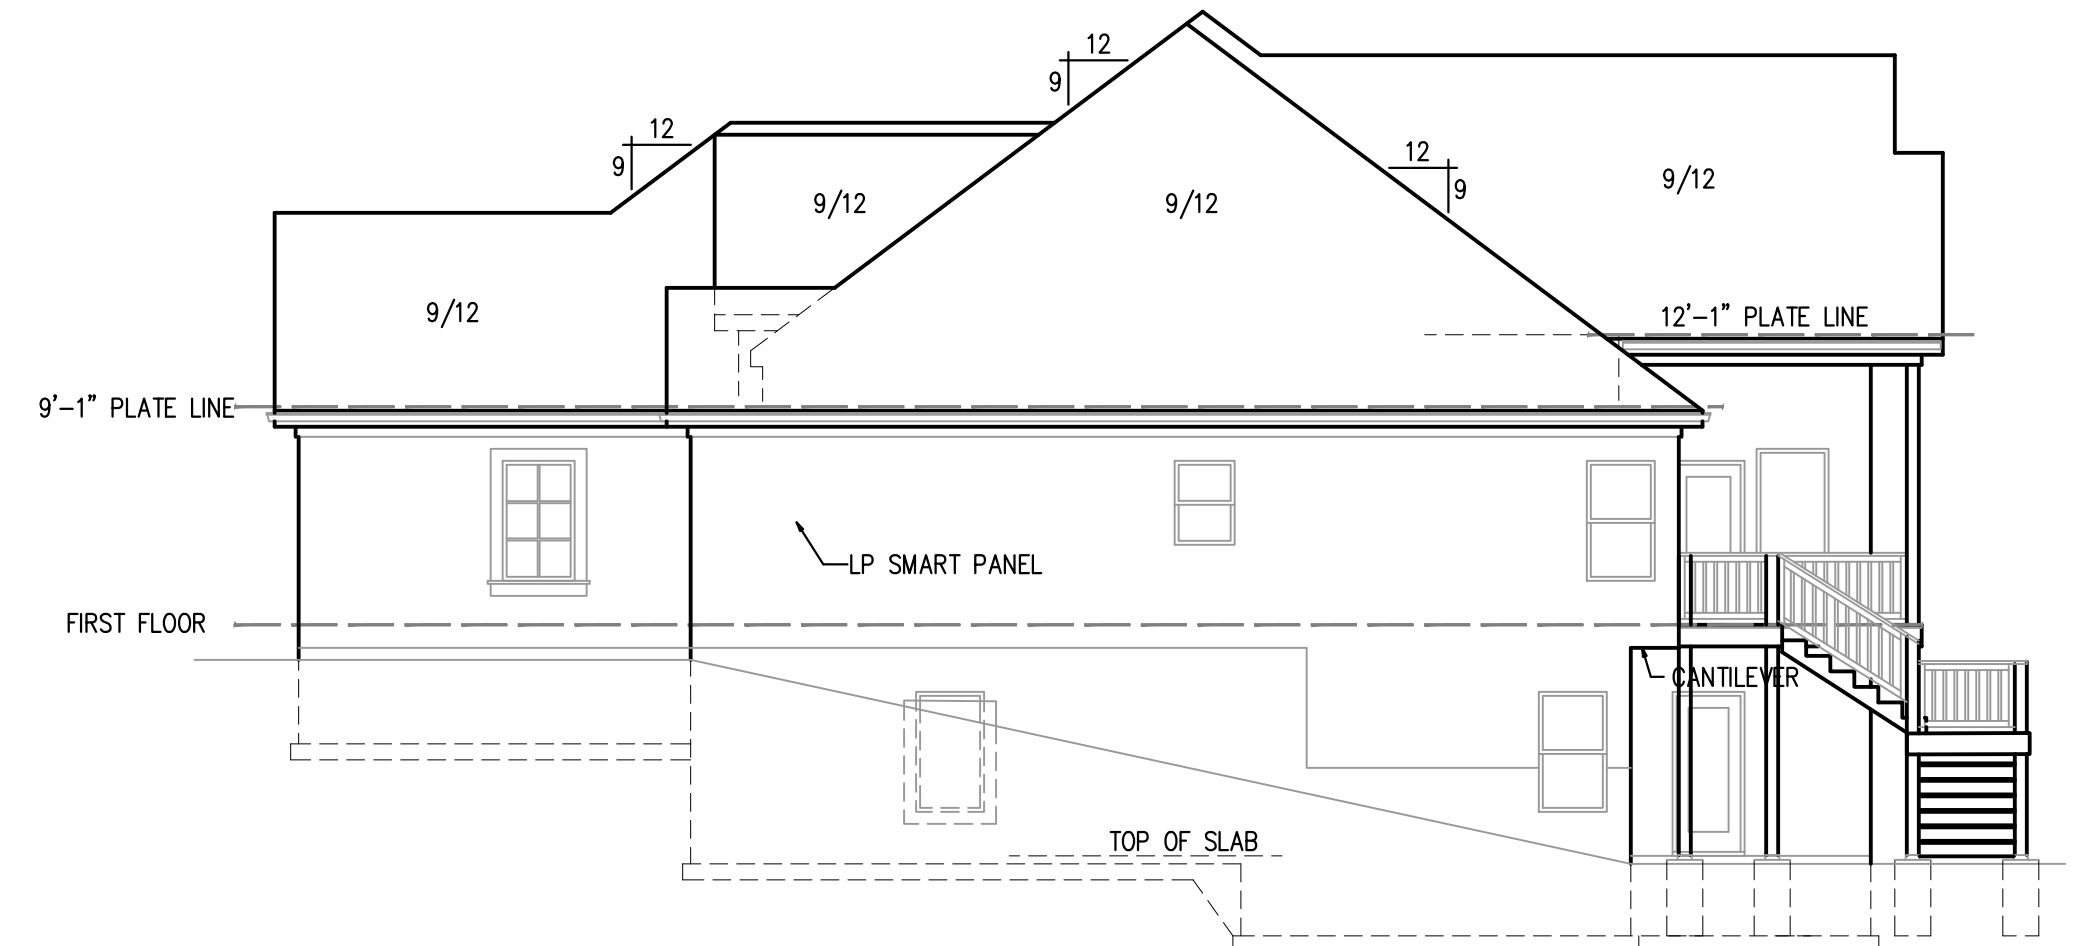 12
9
12
9
12
9
9/12
9/12
9/12
9/12
12'-1" PLATE LINE
9'-1" PLATE LINE
LP SMART PANEL
FIRST FLOOR
CANTILEVER
TOP OF SLAB